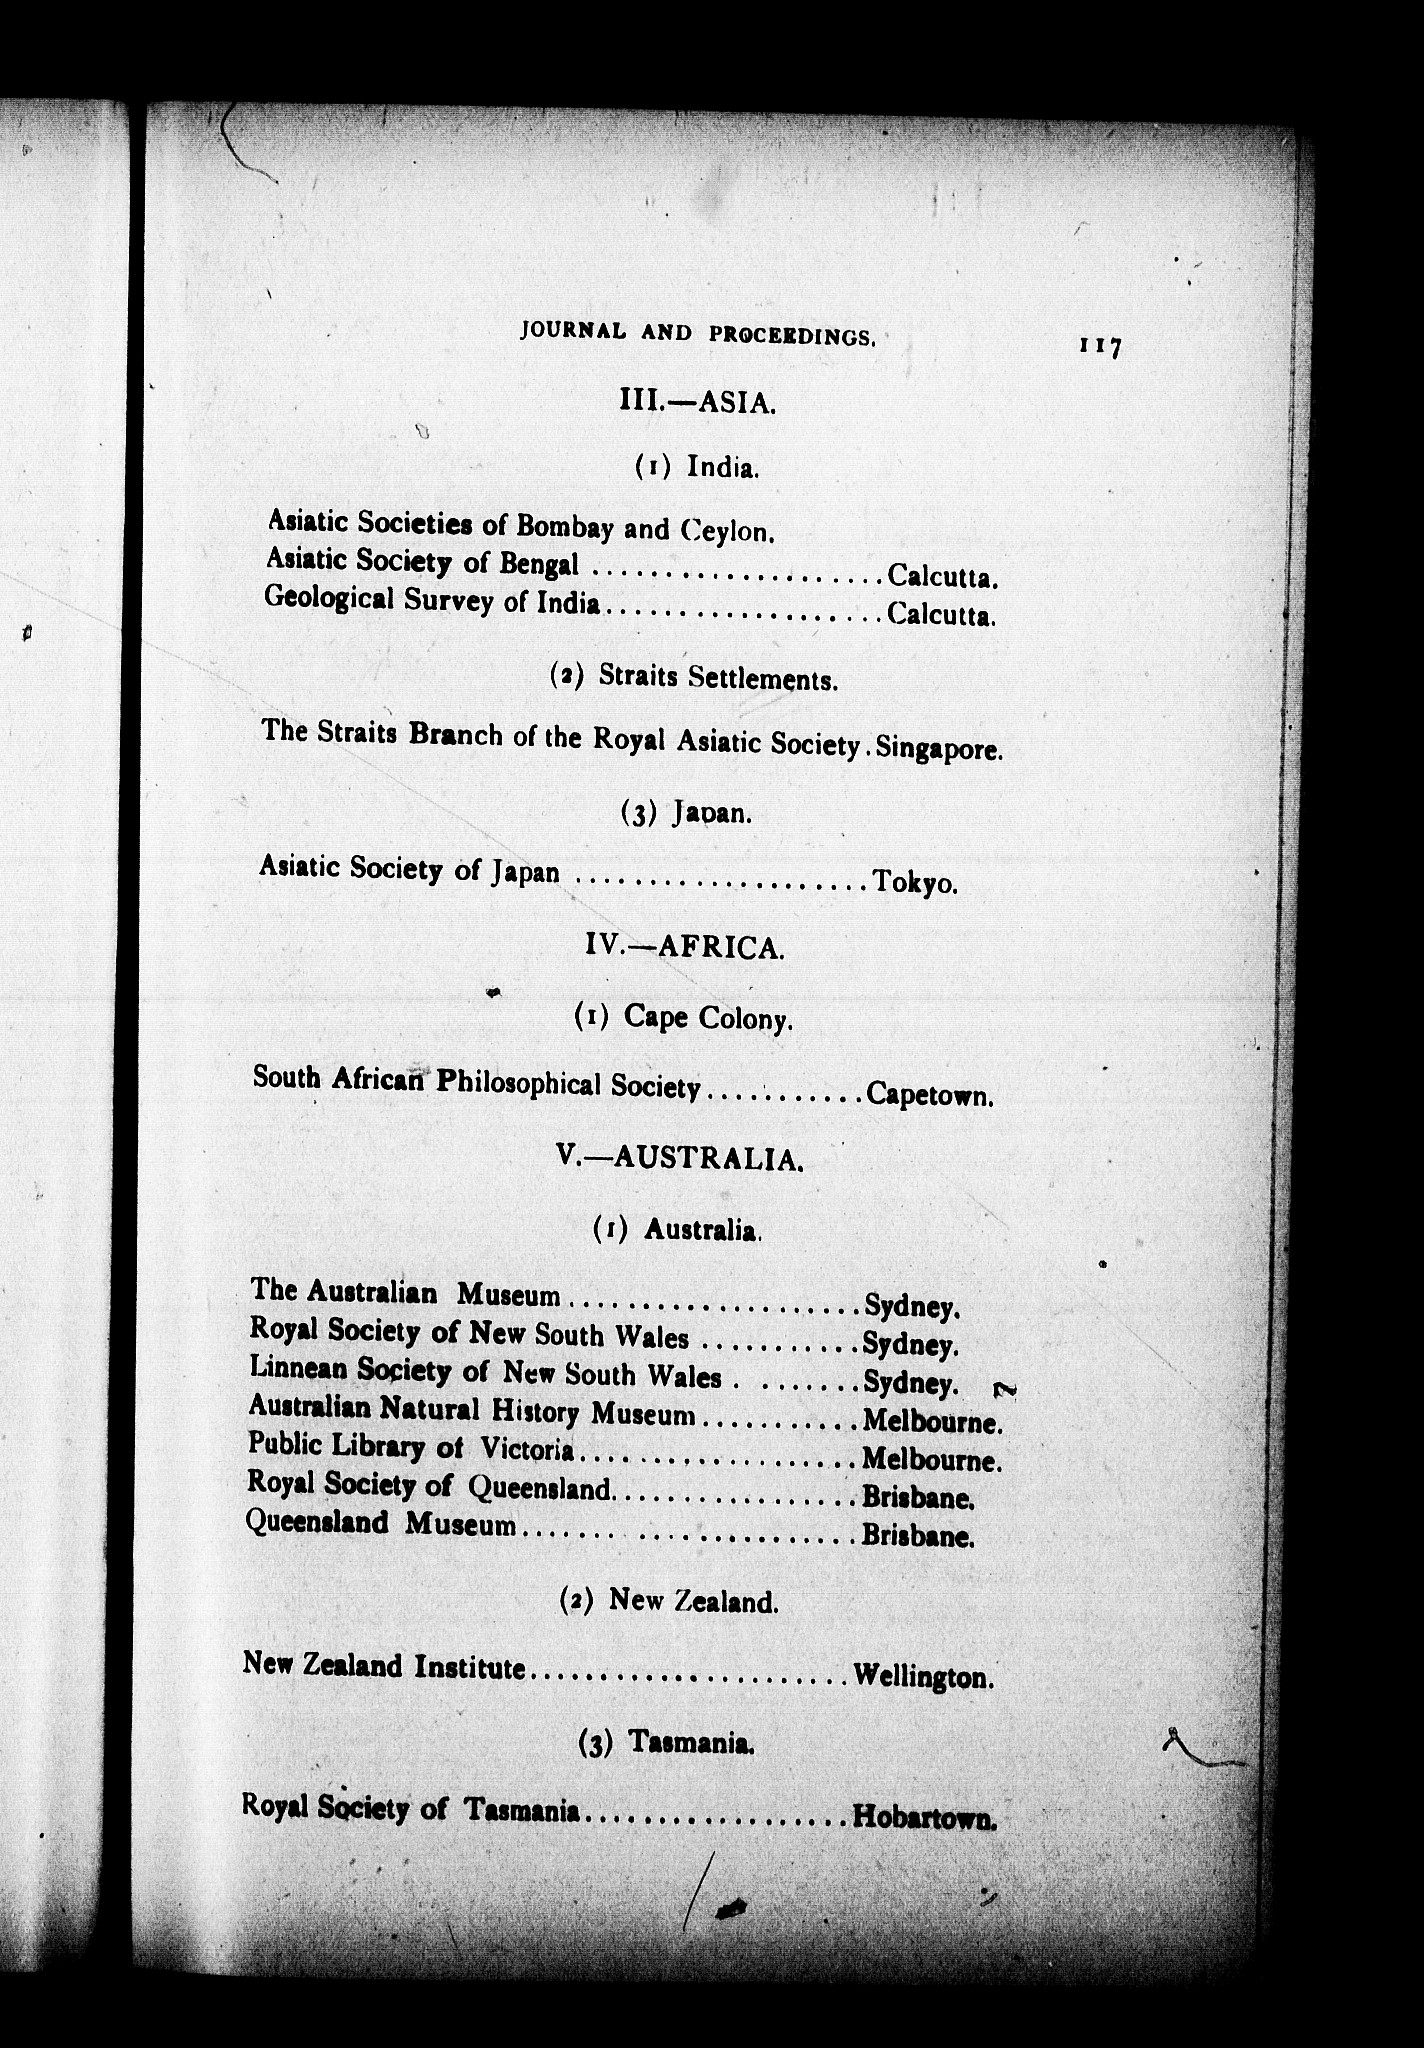 JOURNAL AND PROCEEDINGS. 117
III.—ASIA.
(1) India.
Asiatic Societies of Bombay and Ceylon.
Asiatic Society of Bengal ....................Calcutta.
Geological Survey of India...................Calcutta.
(2) Straits Settlements.
The Straits Branch of the Royal Asiatic Society.Singapore.
(3) Japan.
Asiatic Society of Japan ....................Tokyo.
IV.—AFRICA.
(1) Cape Colony.
South African Philosophical Society...........Capetown.
V.—AUSTRALIA.
(1) Australia.
The Australian Museum....................Sydney.
Royal Society of New South Wales ...........Sydney.
Linnean Society of New South Wales . .......Sydney.
Australian Natural History Museum...........Melbourne.
Public Library of Victoria...................Melbourne.
Royal Society of Queensland.................Brisbane.
Queensland Museum....... ...............Brisbane.
(2) New Zealand.
New Zealand Institute......................Wellington.
(3) Tasmania.
Royal Society of Tasmania..................Hobartown.